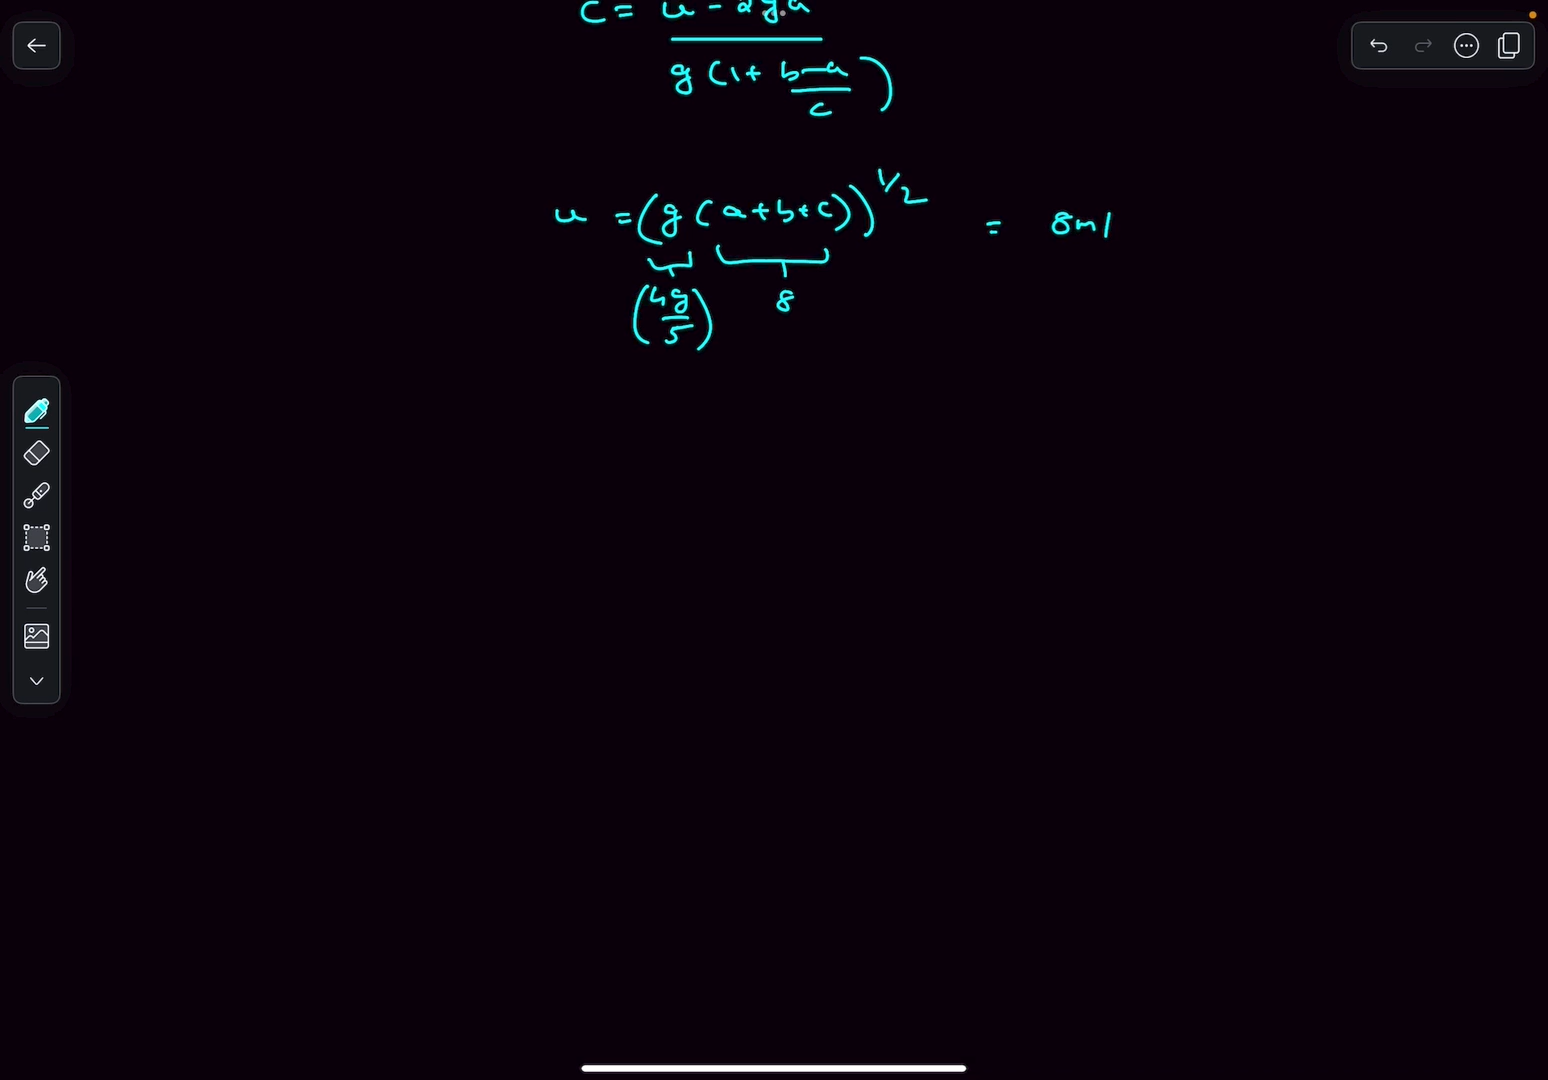 c = u - 2g.a
g (1 + b-a
c )
u = (g (a+b+c))^1/2 = 8m/
(4g/5) 8